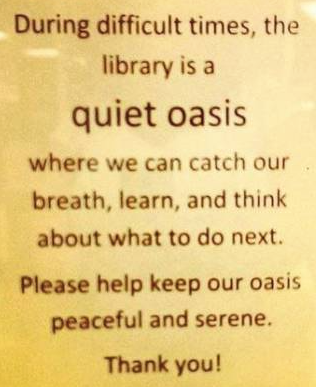 During difficult times, the
library is a
quiet oasis
where we can catch our
breath, learn, and think
about what to do next.
Please help keep our oasis
peaceful and serene.
Thank you!